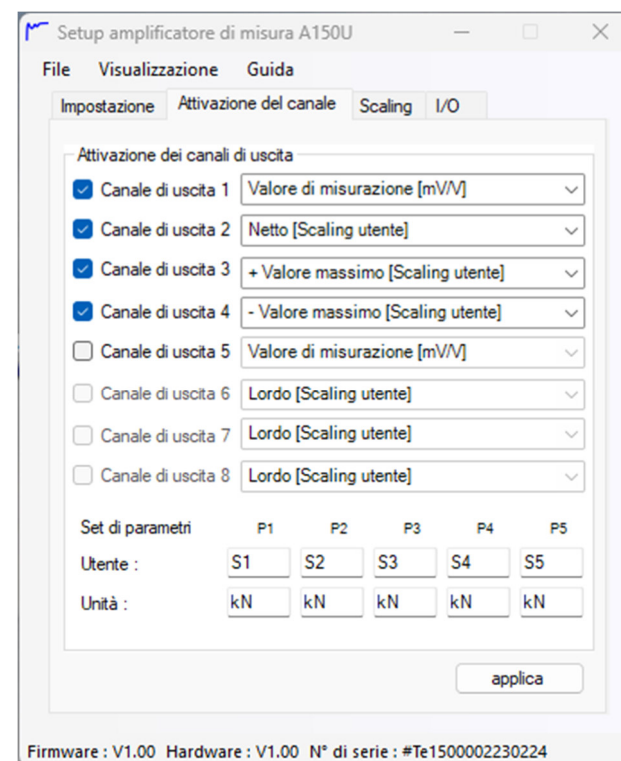 Setup amplificatore di misura A150U
File Visualizzazione Guida
Impostazione Attivazione del canale Scaling I/O
Attivazione dei canali di uscita
Canale di uscita 1 Valore di misurazione [mV/V]
Canale di uscita 2 Netto [Scaling utente]
Canale di uscita 3 + Valore massimo [Scaling utente]
Canale di uscita 4 - Valore massimo [Scaling utente]
Canale di uscita 5 Valore di misurazione [mV/V]
Canale di uscita 6 Lordo [Scaling utente]
Canale di uscita 7 Lordo [Scaling utente]
Canale di uscita 8 Lordo [Scaling utente]
Set di parametri P1 P2 P3 P4 P5
Utente : S1 S2 S3 S4 S5
Unità : kN kN kN kN kN
applica
Firmware : V1.00 Hardware : V1.00 N° di serie : #Te1500002230224